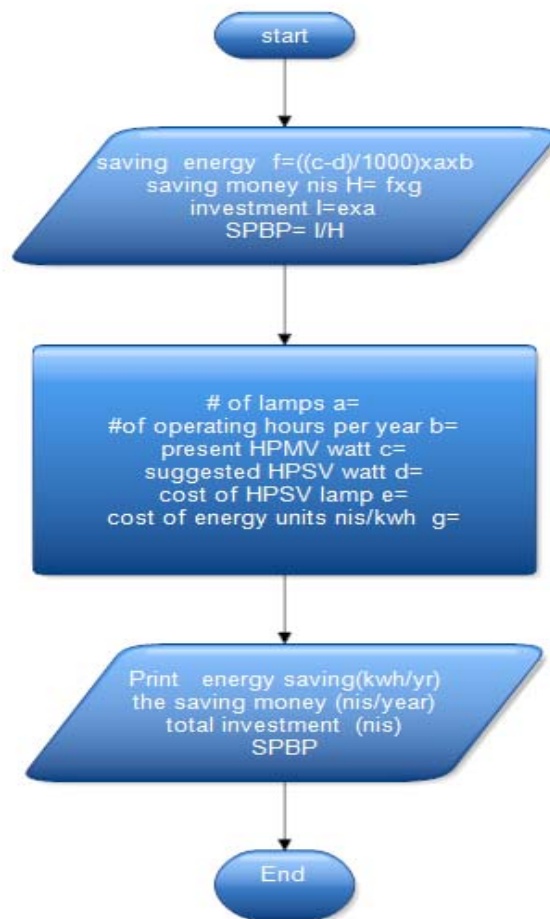 start
saving energy f=((c-d)/1000)xaxb
saving money nis H= fxg
investment I=exa
SPBP= I/H
# of lamps a=
#of operating hours per year b=
present HPMV watt c=
suggested HPSV watt d=
cost of HPSV lamp e=
cost of energy units nis/kwh g=
Print energy saving(kwh/yr)
the saving money (nis/year)
total investment (nis)
SPBP
End